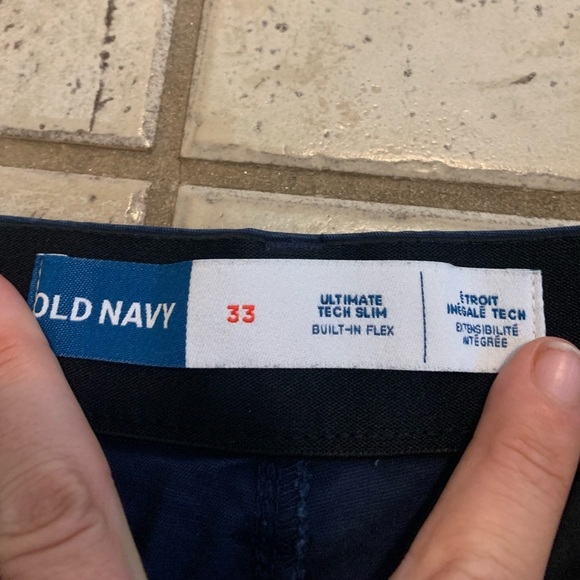 OLD NAVY
33
ULTIMATE
TECH SLIM
BUILT-IN FLEX
ÉTROIT
INÉGALÉ TECH
EXTENSIBILITÉ
INTÉGRÉE